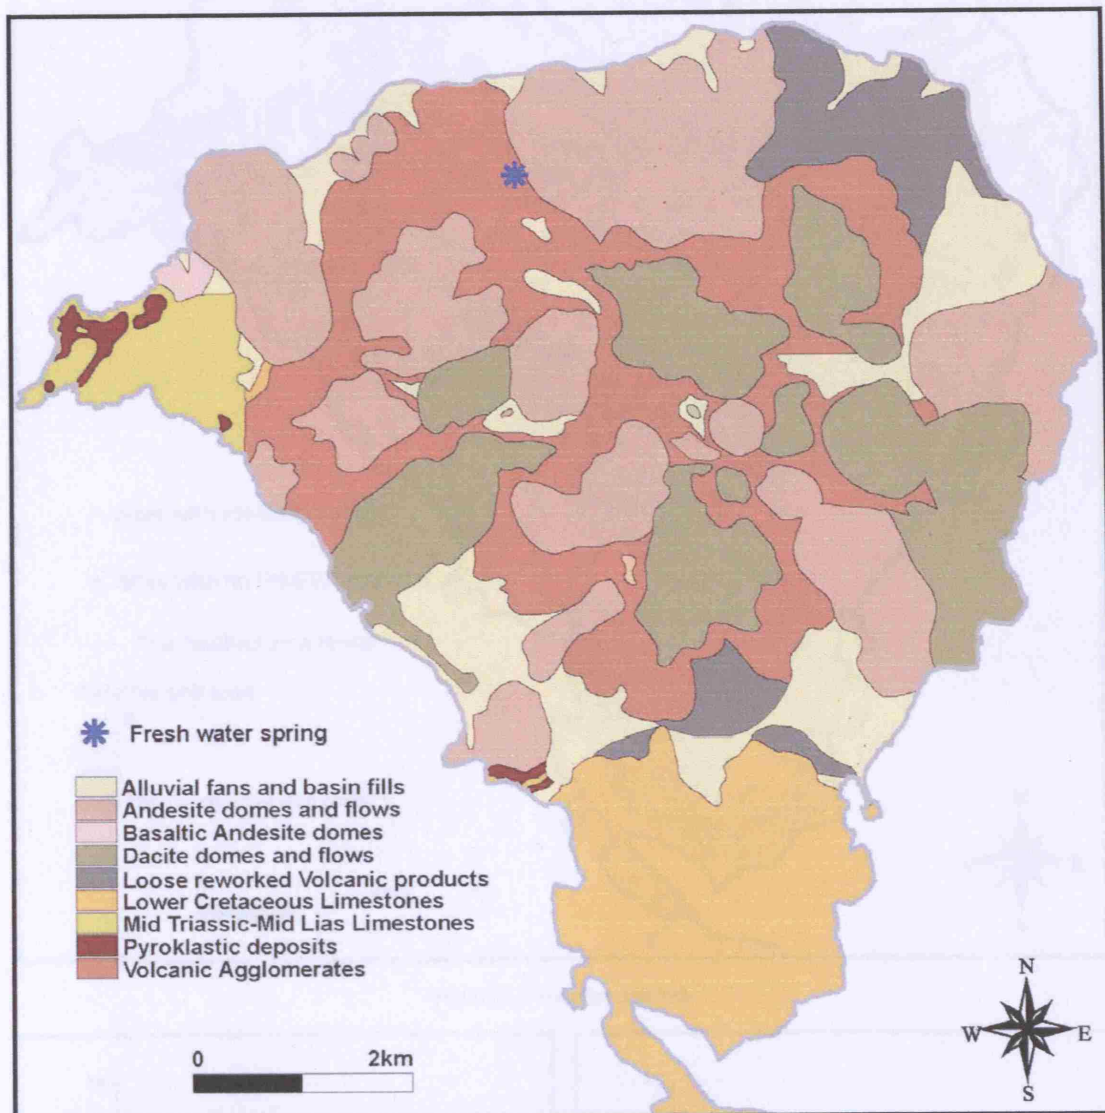 Fresh water spring
Alluvial fans and basin fills
Andesite domes and flows
Basaltic Andesite domes
Dacite domes and flows
Loose reworked Volcanic products
Lower Cretaceous Limestones
Mid Triassic-Mid Lias Limestones
Pyroklastic deposits
Volcanic Agglomerates
0 2km
N
W E
S